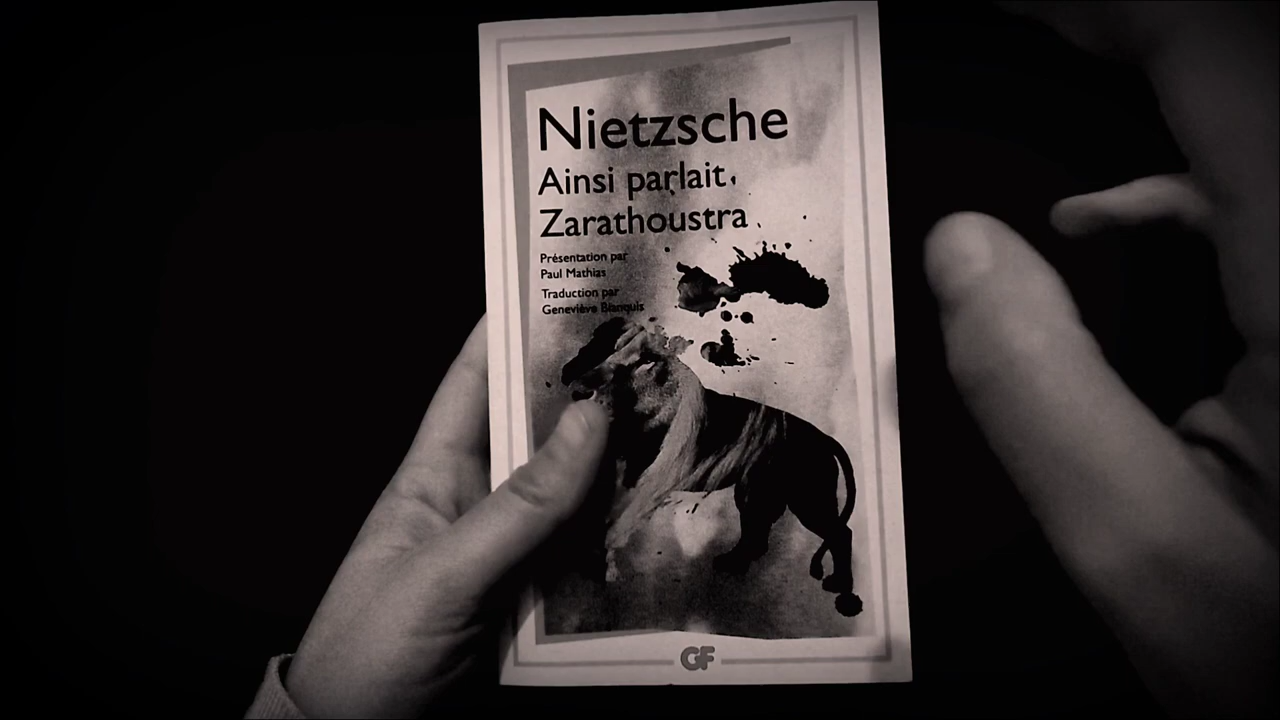 Nietzsche
Ainsi parlait
Zarathoustra
Présentation par
Paul Mathias
Traduction par
Geneviève Bianquis
GF